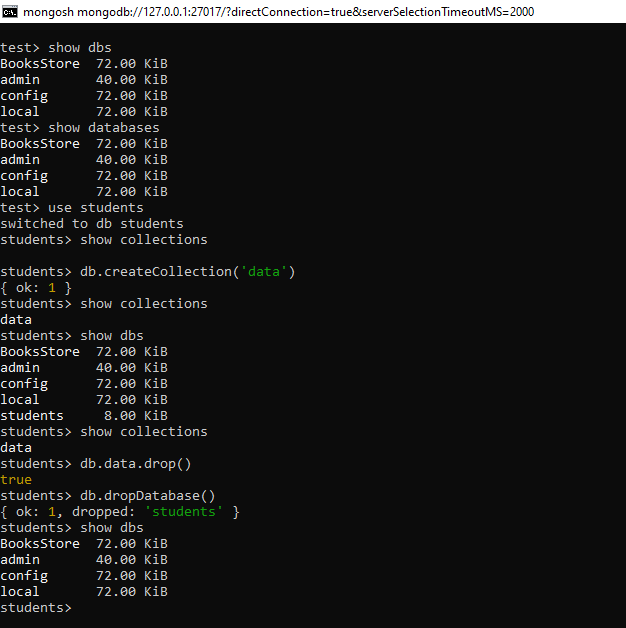 mongosh mongodb://127.0.0.1:27017/?directConnection=true&serverSelectionTimeoutMS=2000
test> show dbs
BooksStore  72.00 KiB
admin       40.00 KiB
config      72.00 KiB
local       72.00 KiB
test> show databases
BooksStore  72.00 KiB
admin       40.00 KiB
config      72.00 KiB
local       72.00 KiB
test> use students
switched to db students
students> show collections
students> db.createCollection('data')
{ ok: 1 }
students> show collections
data
students> show dbs
BooksStore  72.00 KiB
admin       40.00 KiB
config      72.00 KiB
local       72.00 KiB
students     8.00 KiB
students> show collections
data
students> db.data.drop()
true
students> db.dropDatabase()
{ ok: 1, dropped: 'students' }
students> show dbs
BooksStore  72.00 KiB
admin       40.00 KiB
config      72.00 KiB
local       72.00 KiB
students>